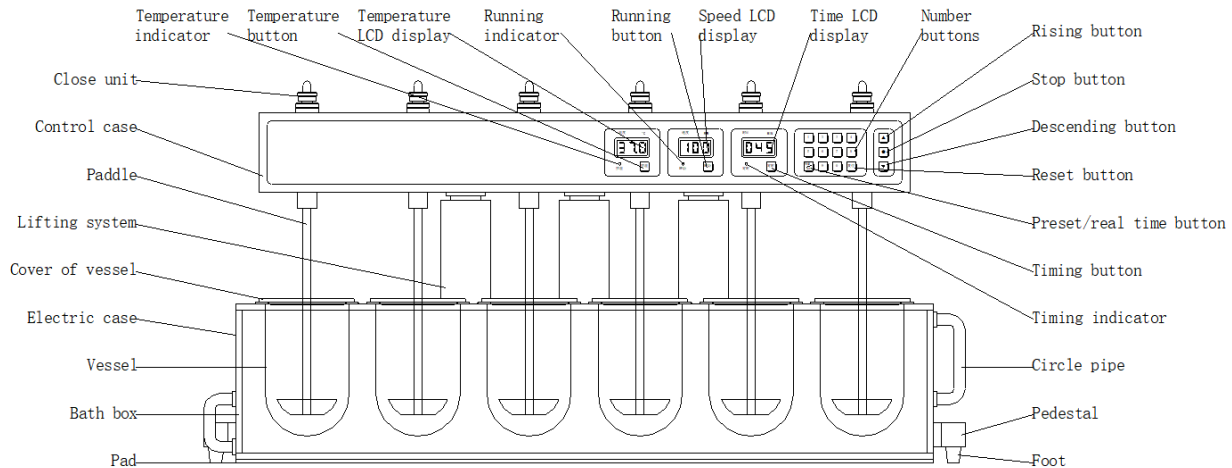 Temperature indicator
Temperature button
Temperature LCD display
Running indicator
Running button
Speed LCD display
Time LCD display
Number buttons
Rising button
Stop button
Descending button
Reset button
Preset/real time button
Timing button
Timing indicator
Circle pipe
Pedestal
Foot
Close unit
Control case
Paddle
Lifting system
Cover of vessel
Electric case
Vessel
Bath box
Pad
37.0
100
045